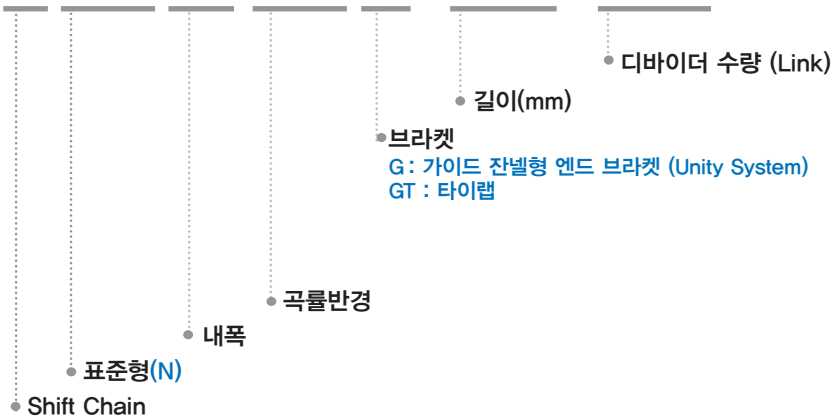 디바이더 수량 (Link)
길이(mm)
브라켓
G : 가이드 잔넬형 엔드 브라켓 (Unity System)
GT : 타이랩
곡률반경
내폭
표준형(N)
Shift Chain